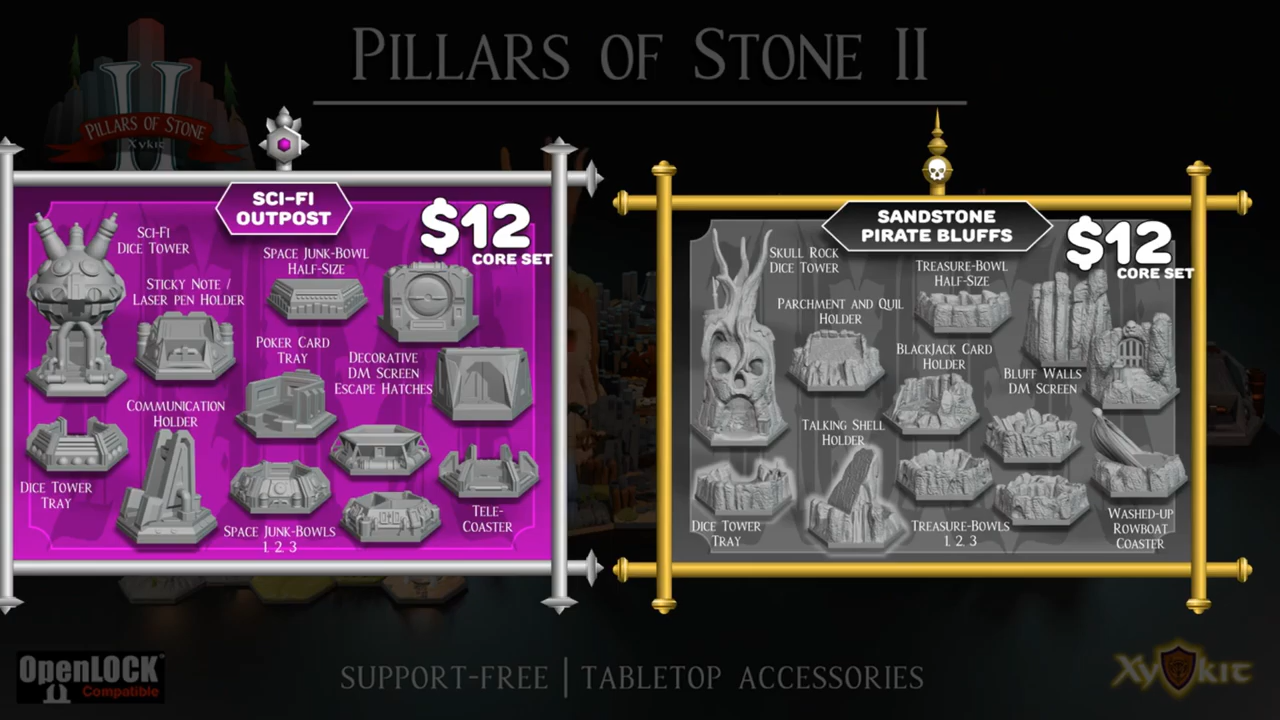 Pillars of Stone II
II
Pillars of Stone
Xykit
SCI-FI
OUTPOST
$12
CORE SET
Sci-Fi
Dice Tower
Sticky Note /
Laser pen Holder
Space Junk-Bowl
Half-Size
Poker Card
Tray
Decorative
DM Screen
Escape Hatches
Communication
Holder
Dice Tower
Tray
Space Junk-Bowls
1. 2. 3
Tele-
Coaster
SANDSTONE
PIRATE BLUFFS
$12
CORE SET
Skull Rock
Dice Tower
Parchment and Quil
Holder
Treasure-Bowl
Half-Size
BlackJack Card
Holder
Bluff Walls
DM Screen
Talking Shell
Holder
Dice Tower
Tray
Treasure-Bowls
1. 2. 3
Washed-up
Rowboat
Coaster
OpenLOCK
Compatible
SUPPORT-FREE | TABLETOP ACCESSORIES
Xykit